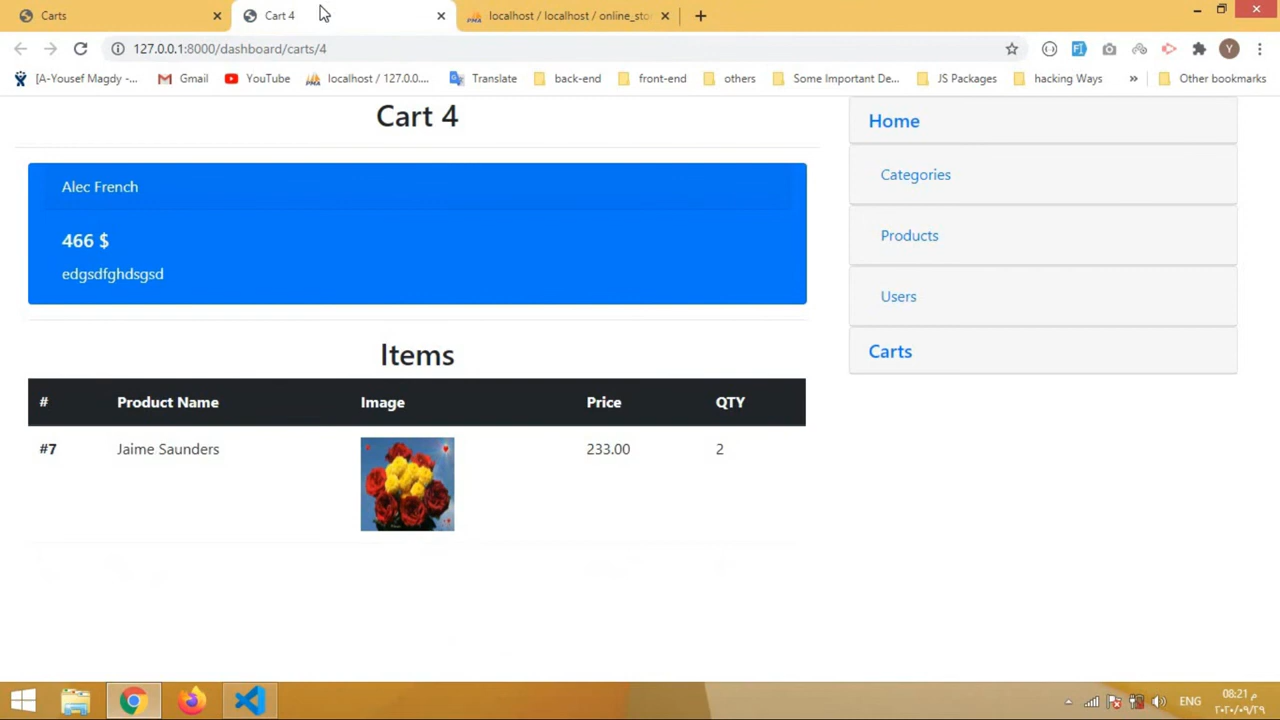 Carts
Cart 4
localhost / localhost / online_sto
127.0.0.1:8000/dashboard/carts/4
[A-Yousef Magdy -... Gmail YouTube localhost / 127.0.0.... Translate back-end front-end others Some Important De... JS Packages hacking Ways » Other bookmarks
Cart 4
Alec French
466 $
edgsdfghdsgsd
Items
# Product Name Image Price QTY
#7 Jaime Saunders 233.00 2
Home
Categories
Products
Users
Carts
ENG
08:21 م
٢٠٢٠/٠٩/٢٩